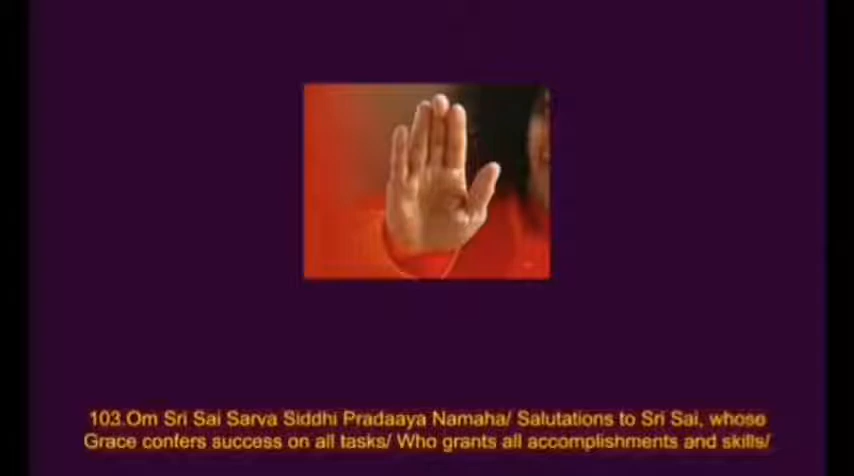 103.Om Sri Sai Sarva Siddhi Pradaaya Namaha/ Salutations to Sri Sai, whose
Grace confers success on all tasks/ Who grants all accomplishments and skills/